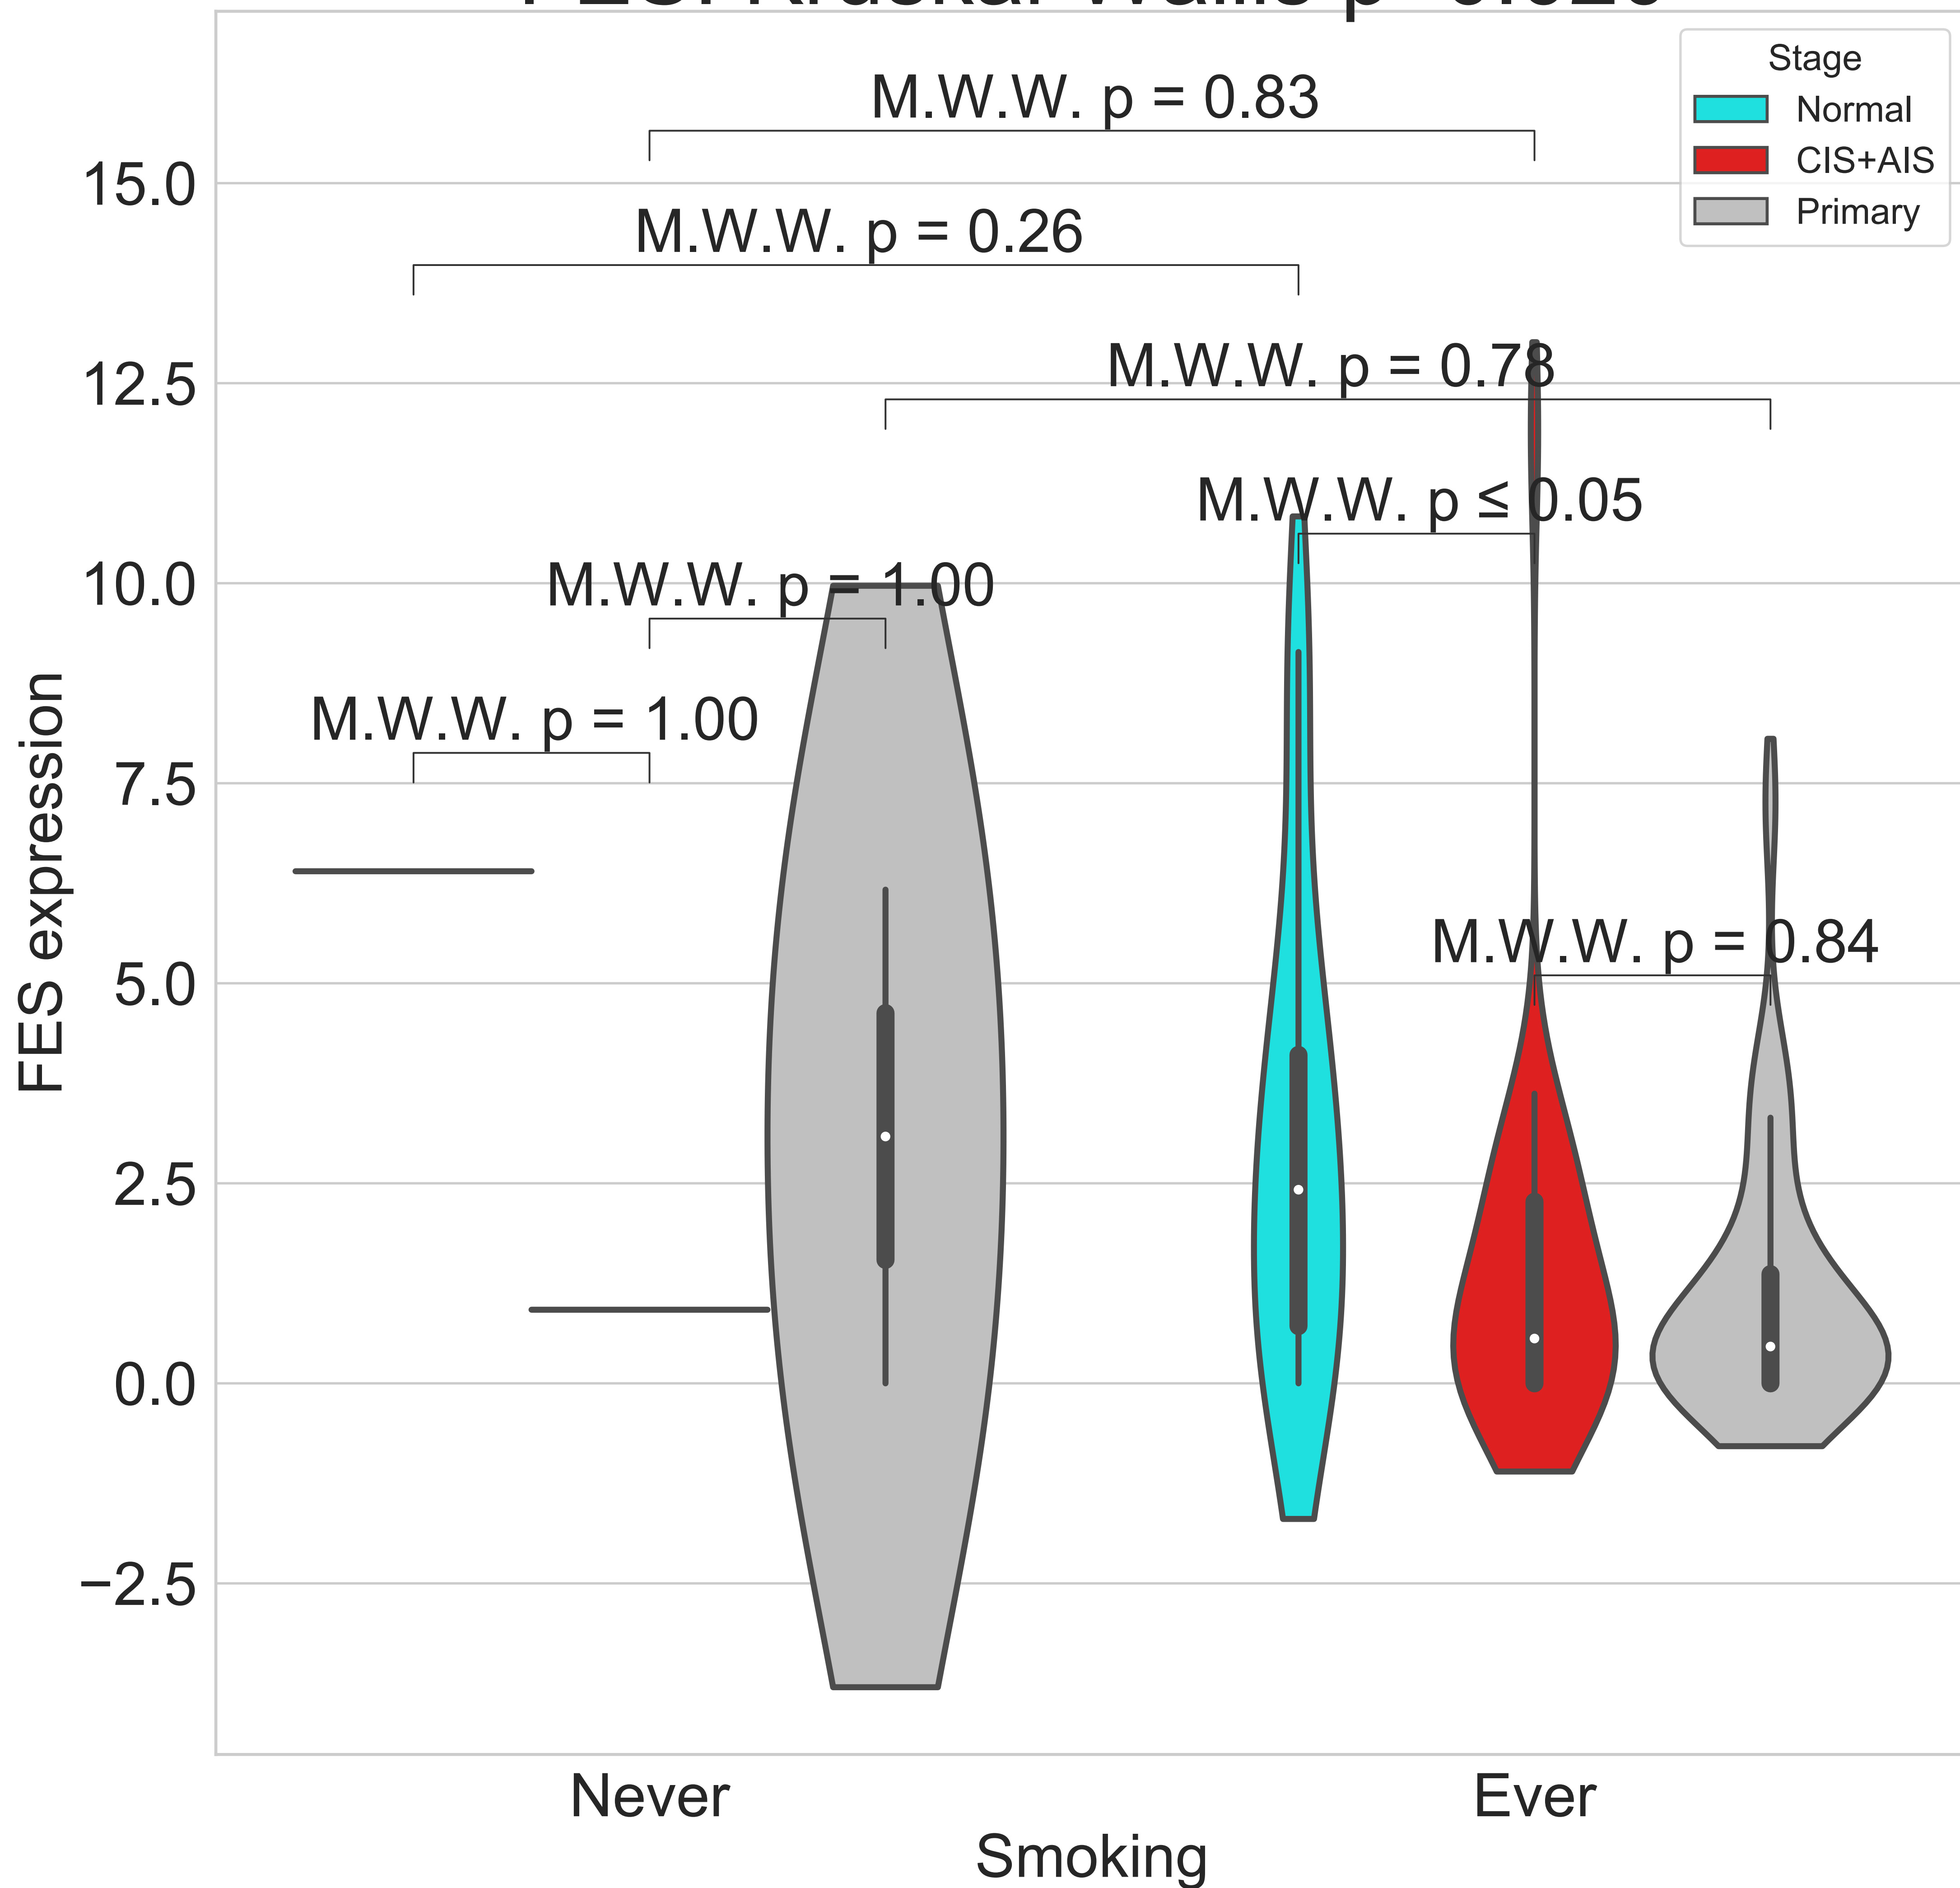 Stage
Normal
CIS+AIS
Primary
M.W.W. p = 0.83
M.W.W. p = 0.26
M.W.W. p = 0.78
M.W.W. p ≤ 0.05
M.W.W. p = 1.00
M.W.W. p = 1.00
M.W.W. p = 0.84
15.0
12.5
10.0
7.5
5.0
2.5
0.0
−2.5
FES expression
Never
Ever
Smoking